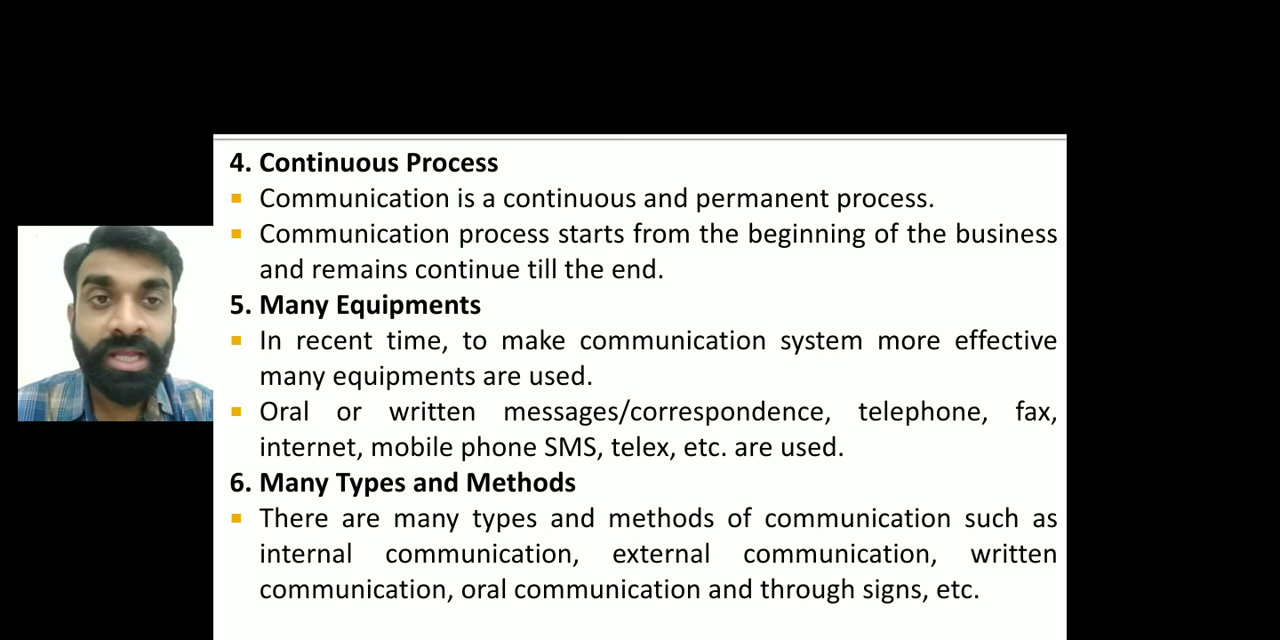 4. Continuous Process
Communication is a continuous and permanent process.
Communication process starts from the beginning of the business
and remains continue till the end.
5. Many Equipments
In recent time, to make communication system more effective
many equipments are used.
Oral or written messages/correspondence, telephone, fax,
internet, mobile phone SMS, telex, etc. are used.
6. Many Types and Methods
There are many types and methods of communication such as
internal communication, external communication, written
communication, oral communication and through signs, etc.